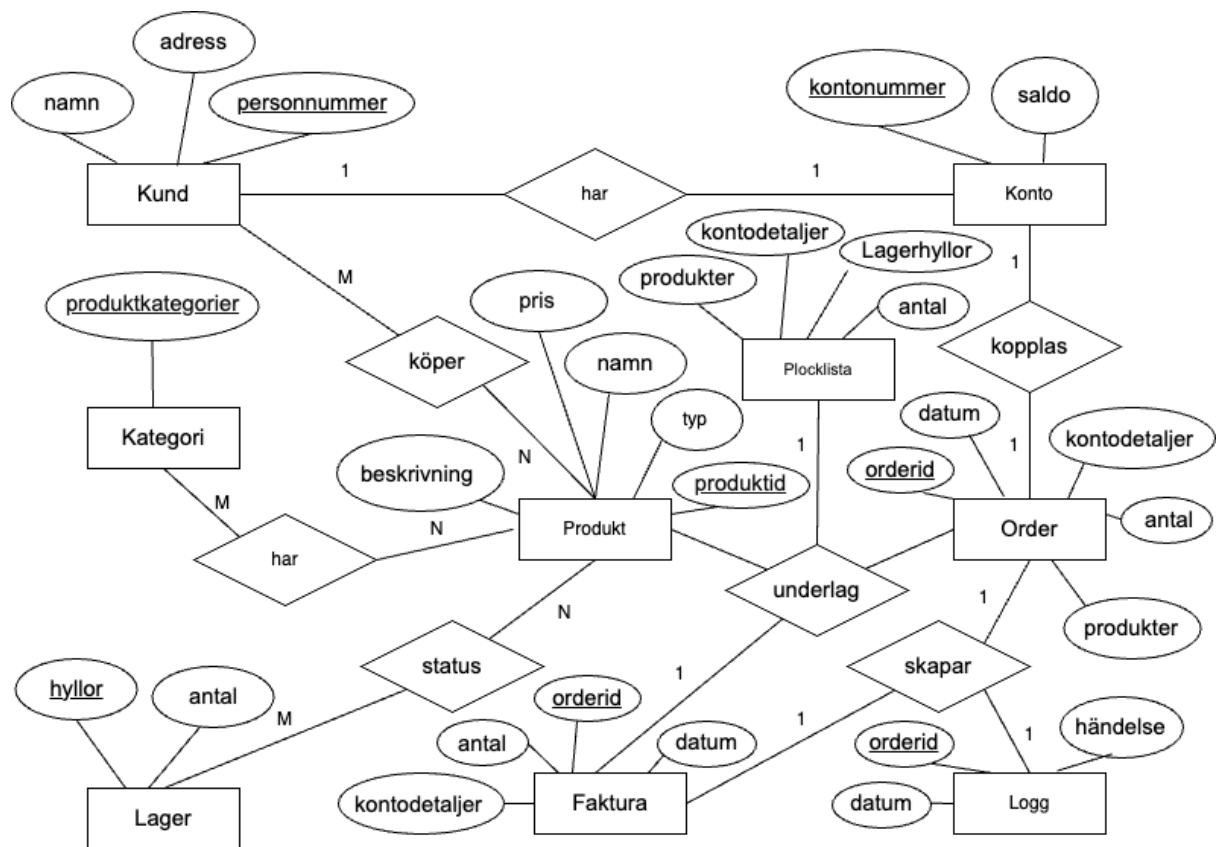 adress
namn
personnummer
kontonummer
saldo
Kund
1
har
1
Konto
kontodetaljer
Lagerhyllor
produkter
antal
M
1
produktkategorier
pris
köper
namn
Plocklista
kopplas
typ
datum
kontodetaljer
Kategori
N
1
1
beskrivning
produktid
orderid
antal
M
N
Produkt
Order
har
underlag
1
produkter
N
status
skapar
hyllor
antal
orderid
1
M
1
antal
datum
orderid
1
händelse
kontodetaljer
Faktura
datum
Logg
Lager